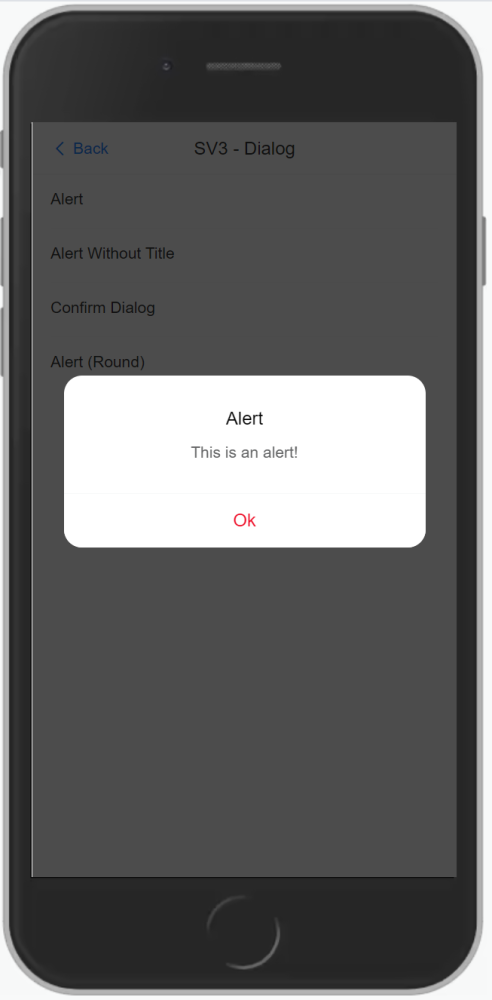 Back
SV3 - Dialog
Alert
Alert Without Title
Confirm Dialog
Alert (Round)
Alert
This is an alert!
Ok